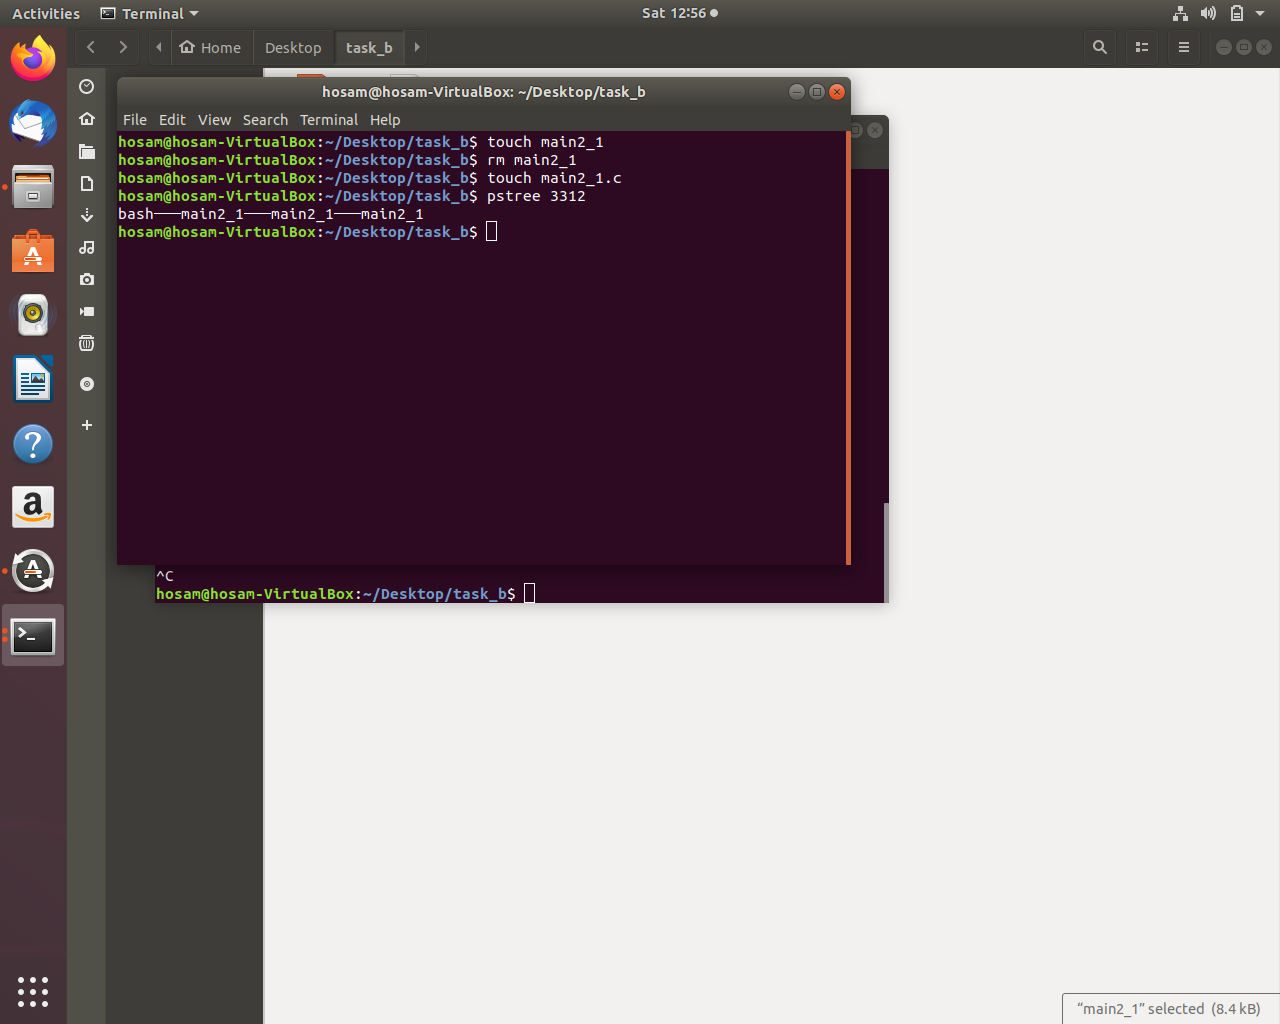 Activities Terminal Sat 12:56
Home Desktop task_b
hosam@hosam-VirtualBox: ~/Desktop/task_b
File Edit View Search Terminal Help
hosam@hosam-VirtualBox:~/Desktop/task_b$ touch main2_1
hosam@hosam-VirtualBox:~/Desktop/task_b$ rm main2_1
hosam@hosam-VirtualBox:~/Desktop/task_b$ touch main2_1.c
hosam@hosam-VirtualBox:~/Desktop/task_b$ pstree 3312
bash───main2_1───main2_1───main2_1
hosam@hosam-VirtualBox:~/Desktop/task_b$
^C
hosam@hosam-VirtualBox:~/Desktop/task_b$
“main2_1” selected (8.4 kB)